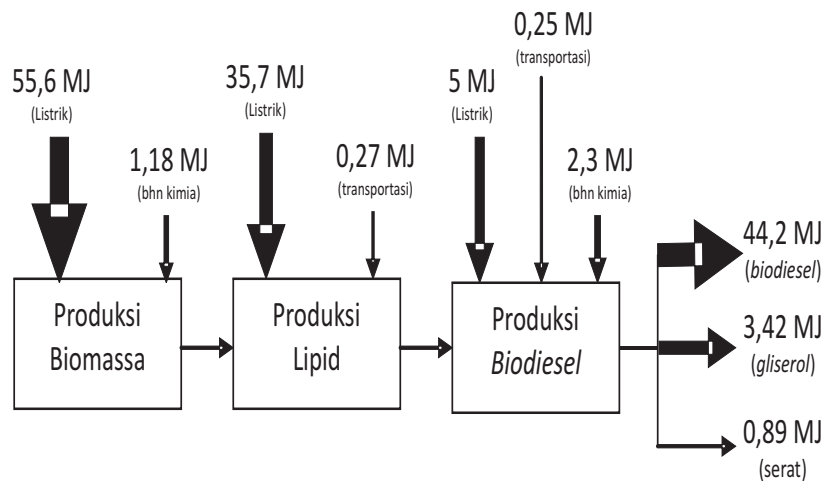 0,25 MJ
(transportasi)
55,6 MJ
(Listrik)
35,7 MJ
(Listrik)
5 MJ
(Listrik)
1,18 MJ
(bhn kimia)
0,27 MJ
(transportasi)
2,3 MJ
(bhn kimia)
Produksi
Biomassa
Produksi
Lipid
Produksi
Biodiesel
44,2 MJ
(biodiesel)
3,42 MJ
(gliserol)
0,89 MJ
(serat)